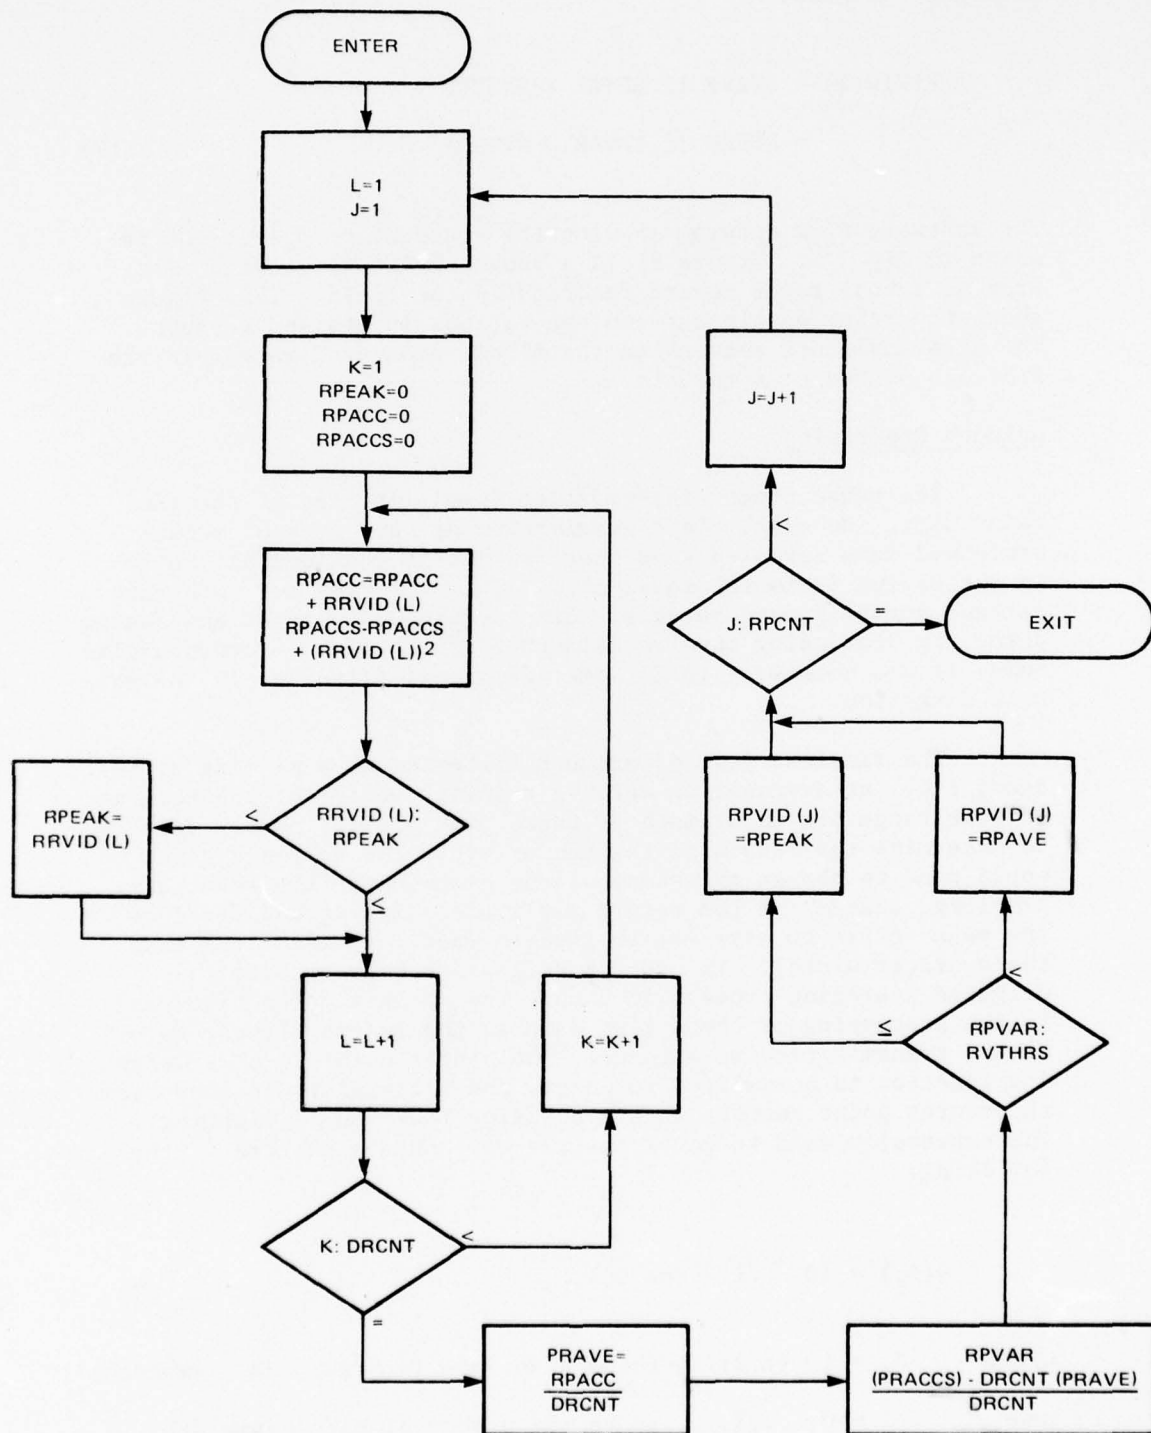 ENTER
L=1
J=1
K=1
RPEAK=0
RPACC=0
RPACCS=0
RPACC=RPACC
+ RRVID (L)
RPACCS-RPACCS
+ (RRVID (L))²
RRVID (L):
RPEAK
<
≤
RPEAK=
RRVID (L)
L=L+1
K=K+1
K: DRCNT
<
=
PRAVE=
RPACC
DRCNT
RPVAR
(PRACCS) - DRCNT (PRAVE)
DRCNT
RPVAR:
RVTHRS
≤
<
RPVID (J)
=RPEAK
RPVID (J)
=RPAVE
J: RPCNT
<
=
J=J+1
EXIT